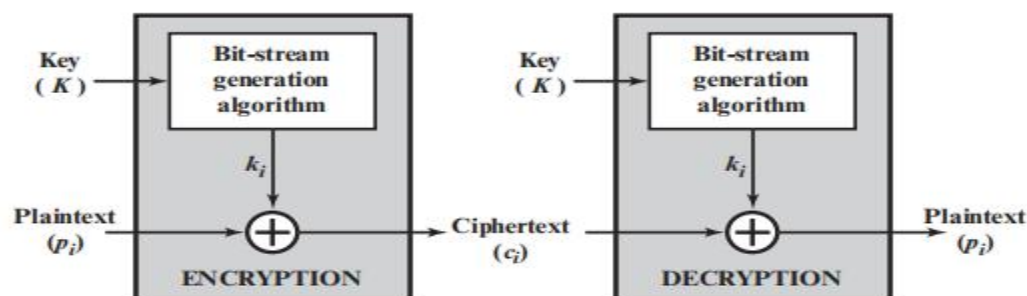 Key
( K )
Bit-stream
generation
algorithm
k_i
Plaintext
(p_i)
ENCRYPTION
Ciphertext
(c_i)
Key
( K )
Bit-stream
generation
algorithm
k_i
DECRYPTION
Plaintext
(p_i)